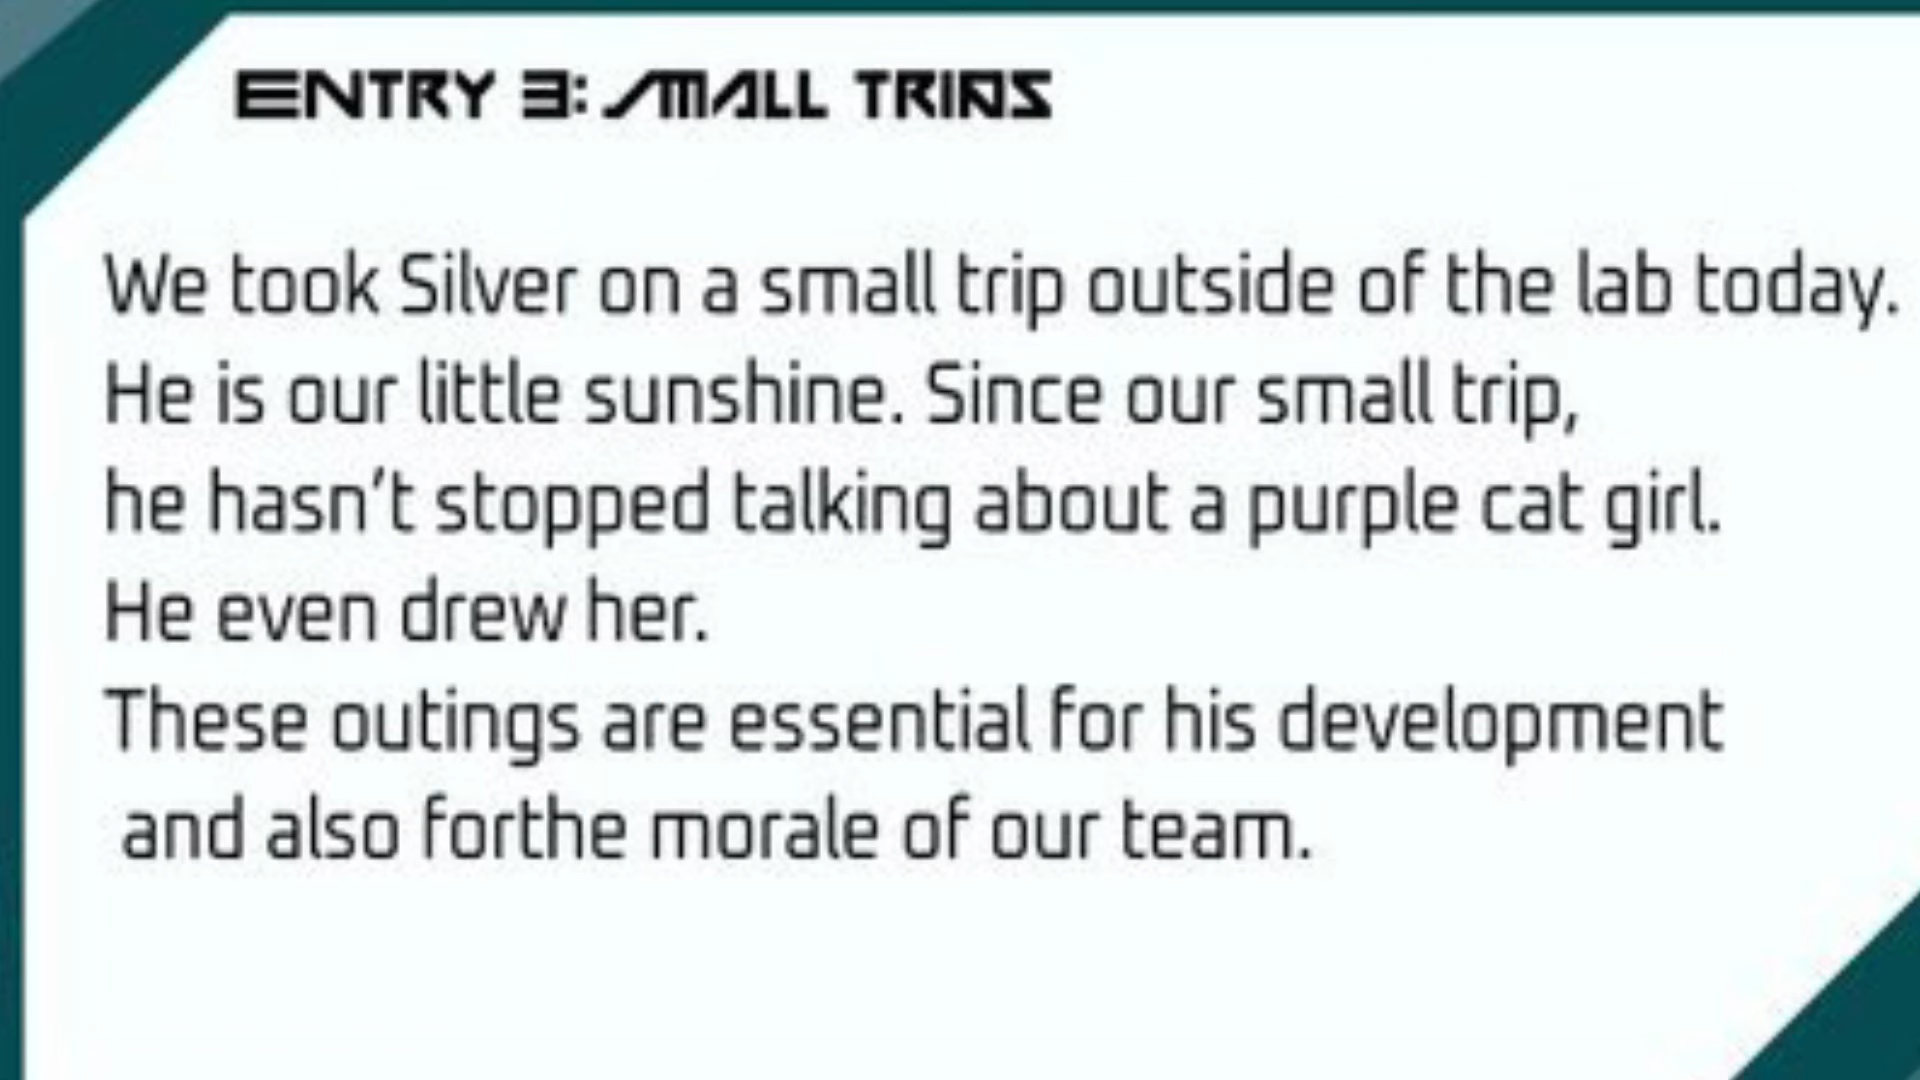 ENTRY 3: SMALL TRIPS
We took Silver on a small trip outside of the lab today.
He is our little sunshine. Since our small trip,
he hasn’t stopped talking about a purple cat girl.
He even drew her.
These outings are essential for his development
and also forthe morale of our team.